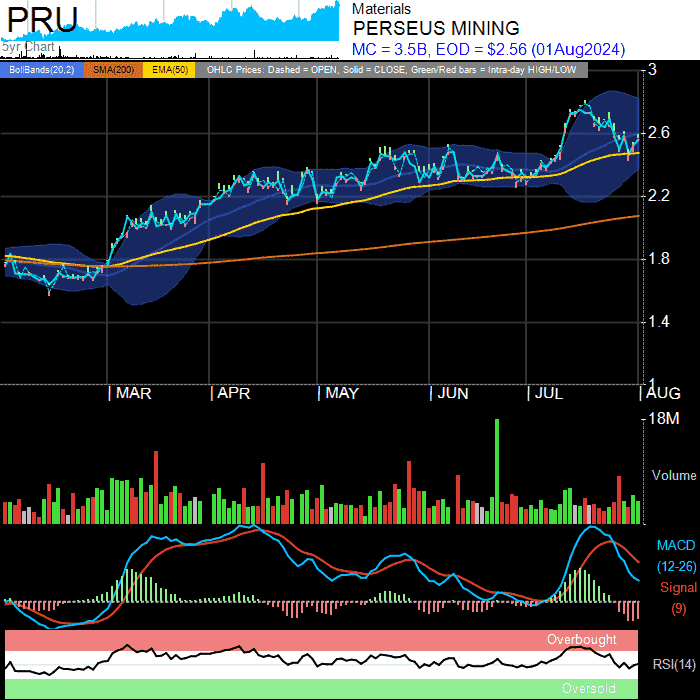 PRU
5yr Chart
Materials
PERSEUS MINING
MC = 3.5B, EOD = $2.56 (01Aug2024)
BollBands(20,2) SMA(200) EMA(50) OHLC Prices: Dashed = OPEN, Solid = CLOSE, Green/Red bars = Intra-day HIGH/LOW
3
2.6
2.2
1.8
1.4
1
MAR APR MAY JUN JUL AUG
18M
Volume
MACD
(12-26)
Signal
(9)
Overbought
RSI(14)
Oversold